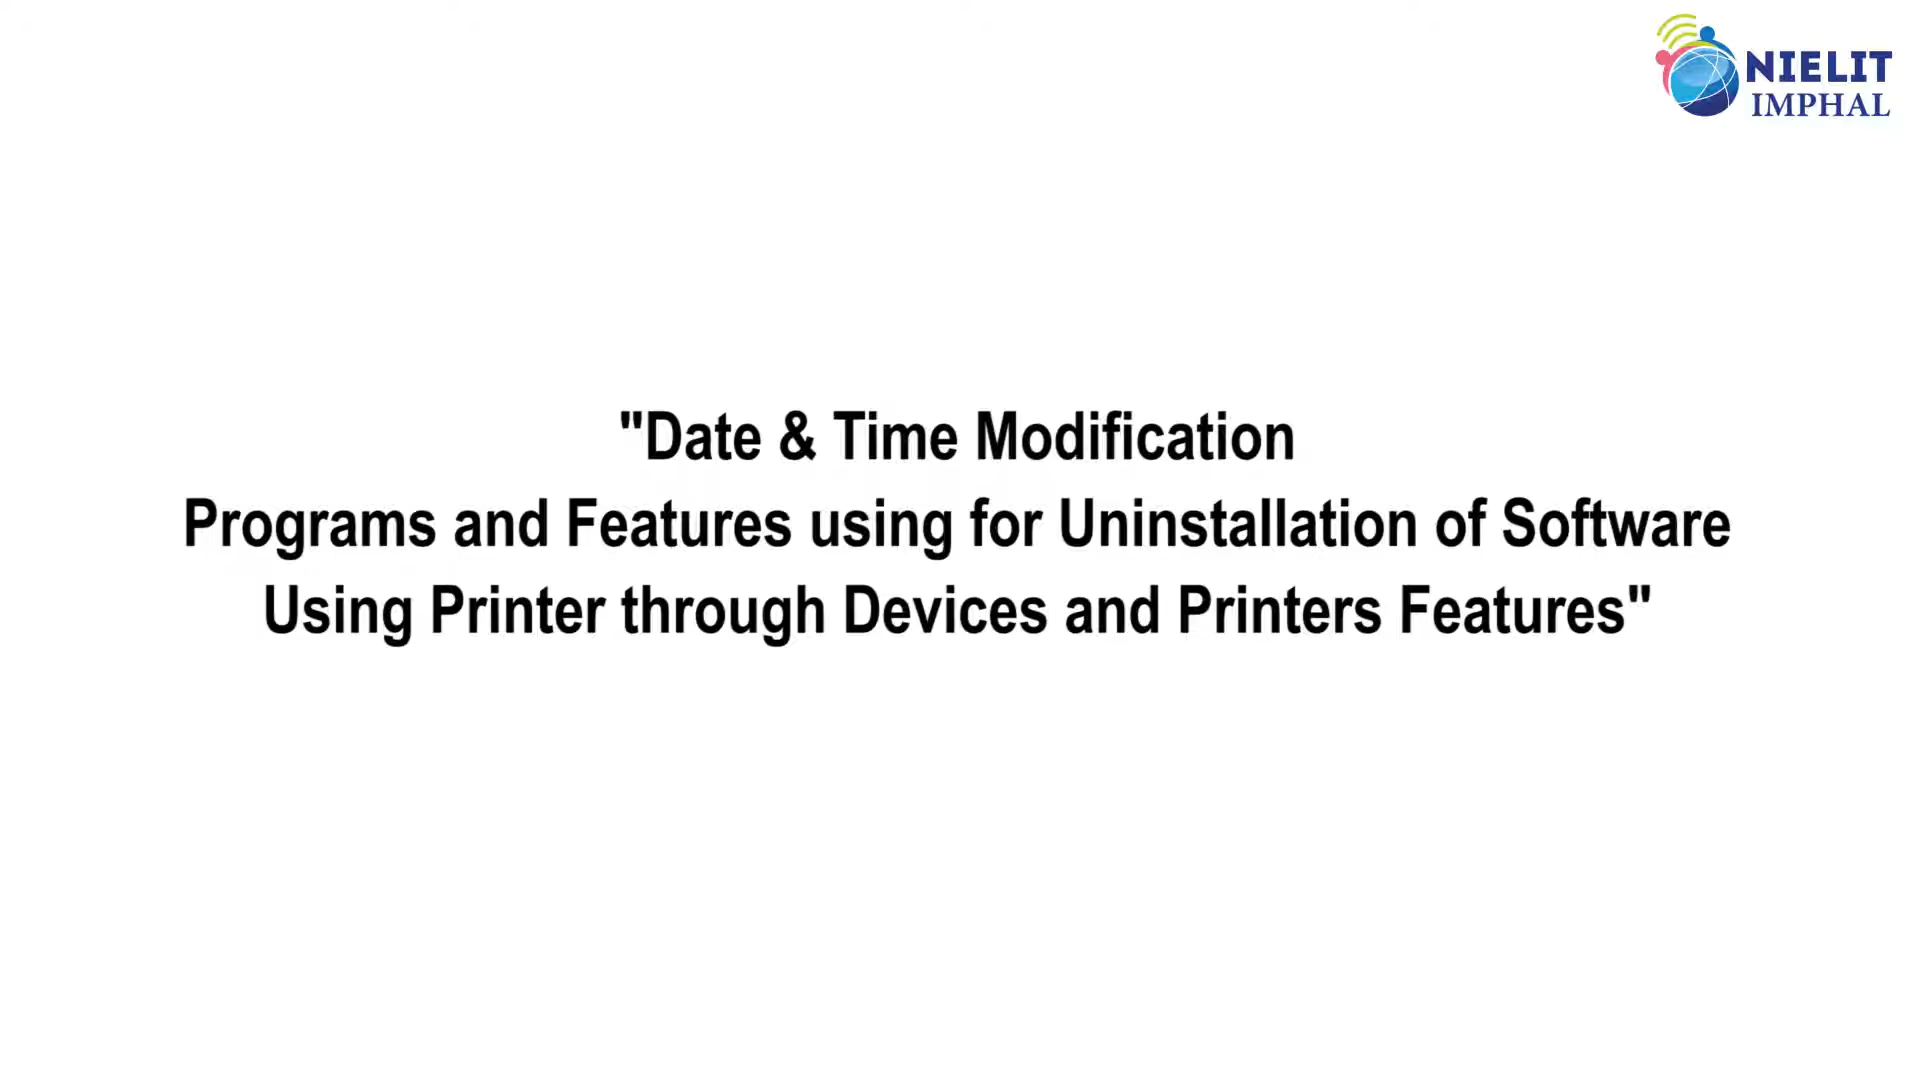 NIELIT
IMPHAL
"Date & Time Modification
Programs and Features using for Uninstallation of Software
Using Printer through Devices and Printers Features"